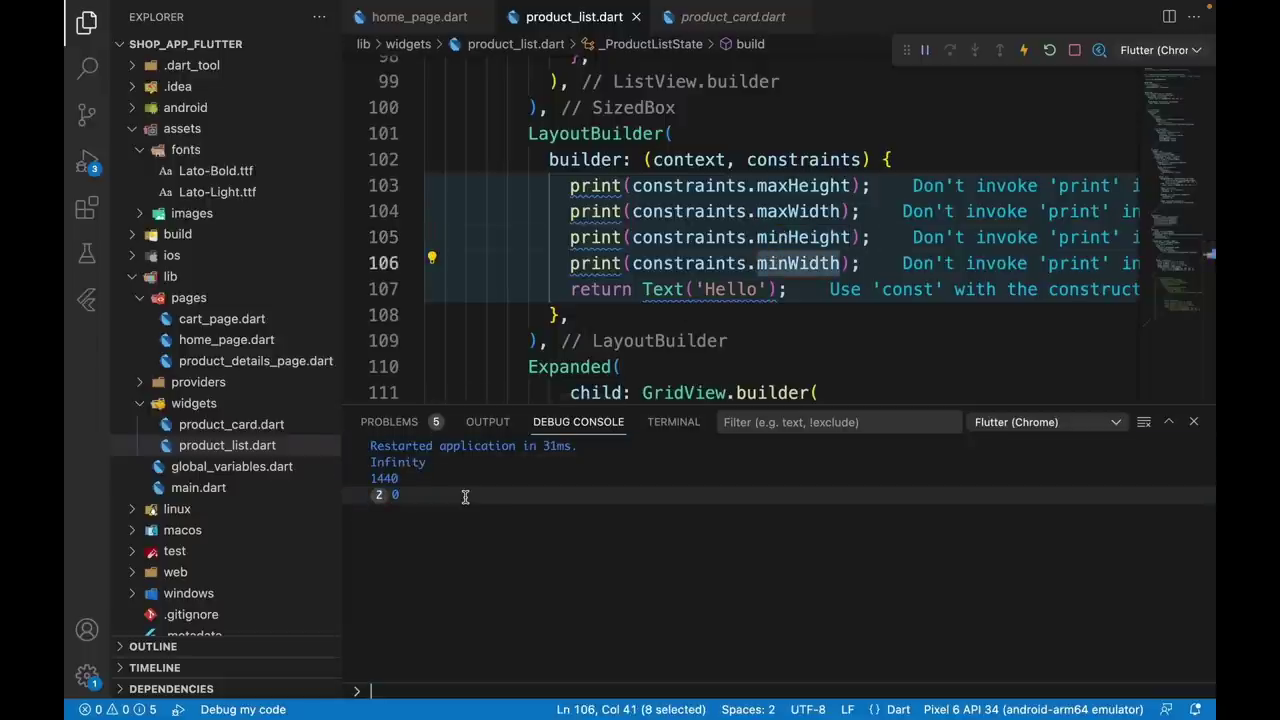 EXPLORER
SHOP_APP_FLUTTER
.dart_tool
.idea
android
assets
fonts
Lato-Bold.ttf
Lato-Light.ttf
images
build
ios
lib
pages
cart_page.dart
home_page.dart
product_details_page.dart
providers
widgets
product_card.dart
product_list.dart
global_variables.dart
main.dart
linux
macos
test
web
windows
.gitignore
.metadata
OUTLINE
TIMELINE
DEPENDENCIES
3
1
home_page.dart
product_list.dart
product_card.dart
lib > widgets > product_list.dart > _ProductListState > build
Flutter (Chror
98 },
99 ), // ListView.builder
100 ), // SizedBox
101 LayoutBuilder(
102 builder: (context, constraints) {
103 print(constraints.maxHeight); Don't invoke 'print' i
104 print(constraints.maxWidth); Don't invoke 'print' in
105 print(constraints.minHeight); Don't invoke 'print' i
106 print(constraints.minWidth); Don't invoke 'print' in
107 return Text('Hello'); Use 'const' with the construct
108 },
109 ), // LayoutBuilder
110 Expanded(
111 child: GridView.builder(
PROBLEMS 5 OUTPUT DEBUG CONSOLE TERMINAL Filter (e.g. text, !exclude) Flutter (Chrome)
Restarted application in 31ms.
Infinity
1440
2 0
>
0 0 5 Debug my code Ln 106, Col 41 (8 selected) Spaces: 2 UTF-8 LF {} Dart Pixel 6 API 34 (android-arm64 emulator)